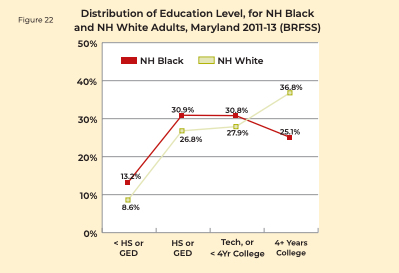 Figure 22
Distribution of Education Level, for NH Black
and NH White Adults, Maryland 2011-13 (BRFSS)
50%
NH Black
NH White
40%
36,8%
30.9%
30,8%
30%
26.8%
27.9%
25,1%
20%
13,2%
10%
8.6%
0%
< HS or
GED
HS or
GED
Tech, or
< 4Yr College
4+ Years
College